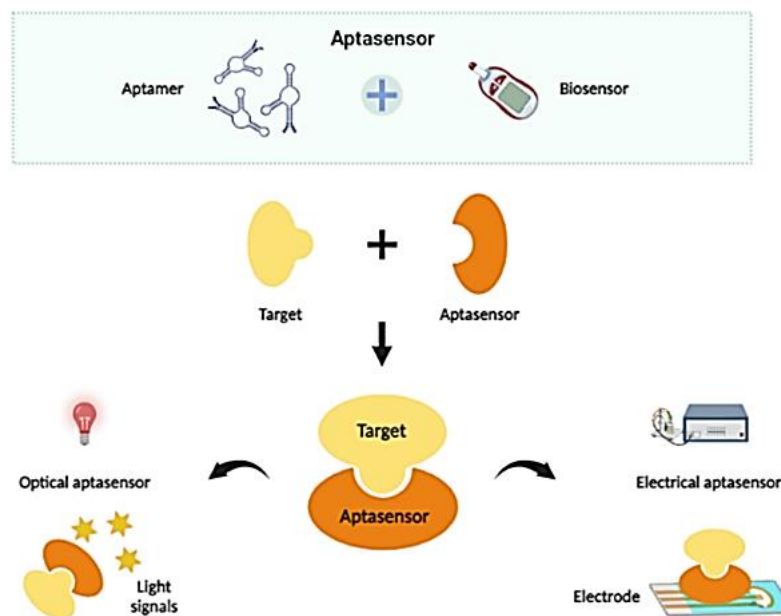 Aptasensor
Aptamer
Biosensor
Target
Aptasensor
Target
Aptasensor
Optical aptasensor
Electrical aptasensor
Light
signals
Electrode